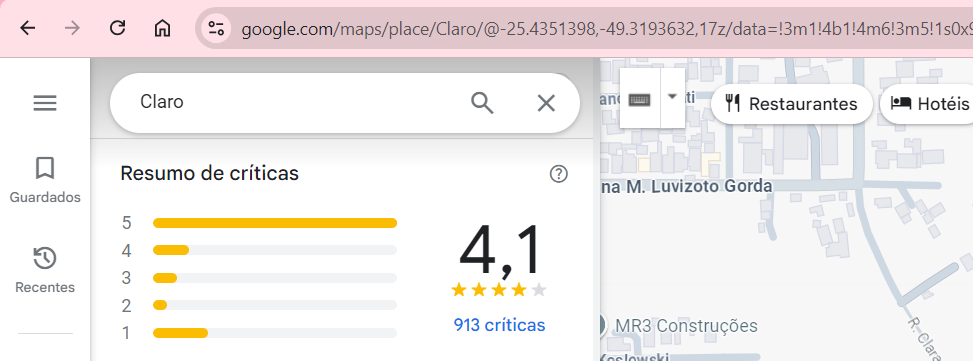 google.com/maps/place/Claro/@-25.4351398,-49.3193632,17z/data=!3m1!4b1!4m6!3m5!1s0x9
Claro
Restaurantes
Hotéis
Guardados
Recentes
Resumo de críticas
5
4
3
2
1
4,1
913 críticas
na M. Luvizoto Gorda
MR3 Construções
R. Clara
Koslowski